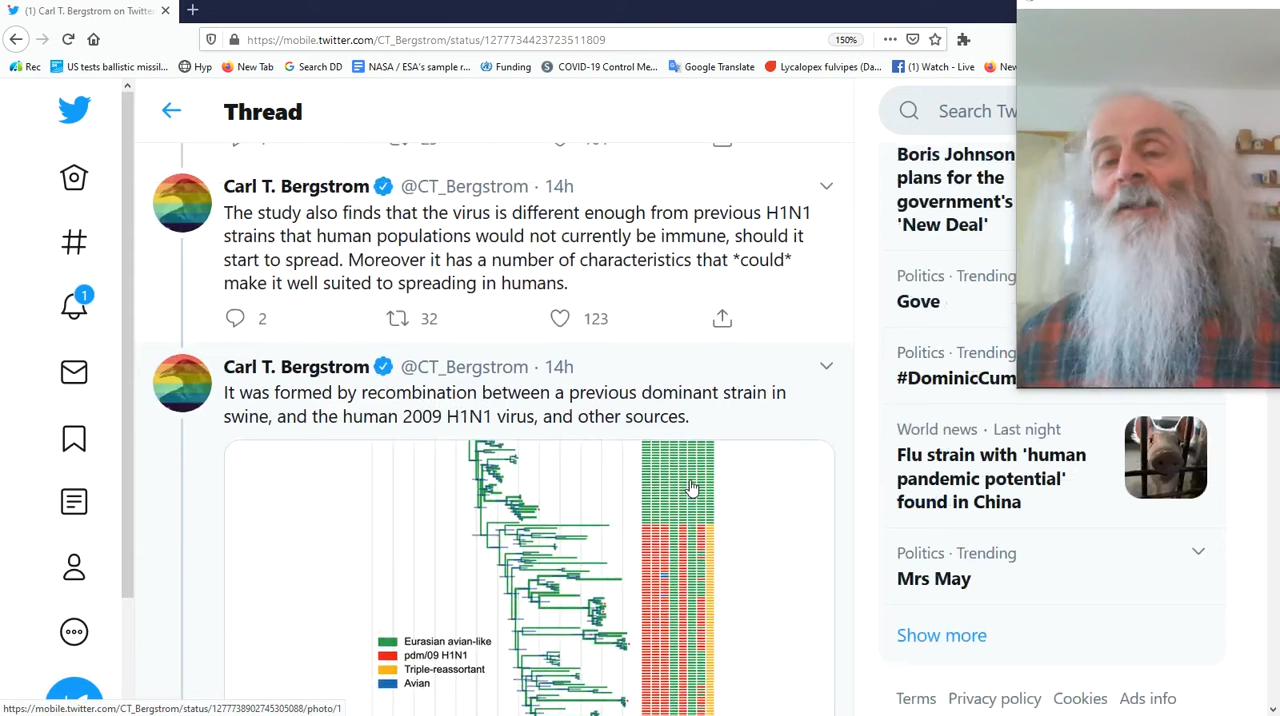 (1) Carl T. Bergstrom on Twitte
https://mobile.twitter.com/CT_Bergstrom/status/1277734423723511809
150%
Rec
US tests ballistic missil...
Hyp
New Tab
Search DD
NASA / ESA's sample r...
Funding
COVID-19 Control Me...
Google Translate
Lycalopex fulvipes (Da...
(1) Watch - Live
New
Thread
Search Tw
Carl T. Bergstrom @CT_Bergstrom · 14h
The study also finds that the virus is different enough from previous H1N1
strains that human populations would not currently be immune, should it
start to spread. Moreover it has a number of characteristics that *could*
make it well suited to spreading in humans.
2 32 123
Carl T. Bergstrom @CT_Bergstrom · 14h
It was formed by recombination between a previous dominant strain in
swine, and the human 2009 H1N1 virus, and other sources.
Eurasian avian-like
pdm/09 H1N1
Triple-reassortant
Avian
1
Boris Johnson
plans for the
government's
'New Deal'
Politics · Trending
Gove
Politics · Trending
#DominicCum
World news · Last night
Flu strain with 'human
pandemic potential'
found in China
Politics · Trending
Mrs May
Show more
Terms Privacy policy Cookies Ads info
https://mobile.twitter.com/CT_Bergstrom/status/1277738902745305088/photo/1